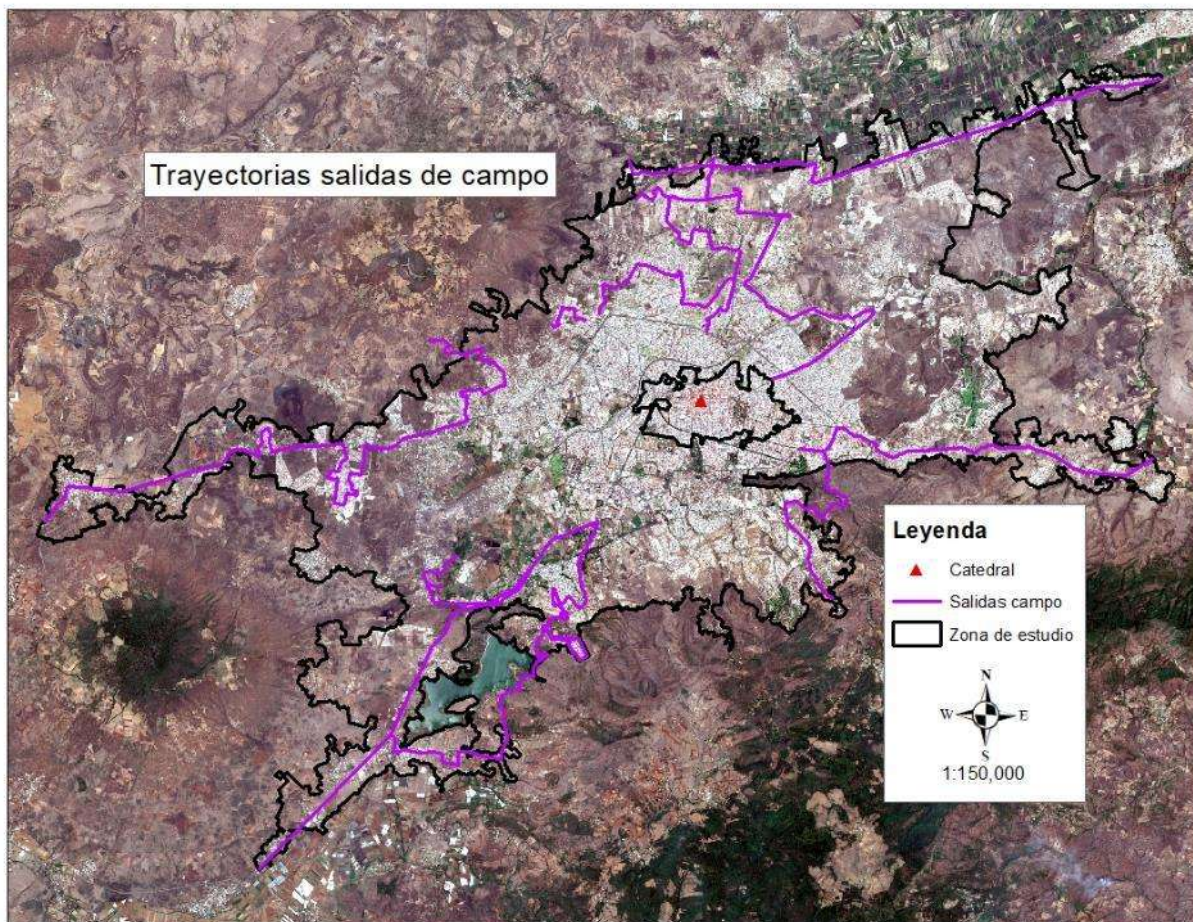 Trayectorias salidas de campo
Leyenda
Catedral
Salidas campo
Zona de estudio
N
W E
S
1:150,000